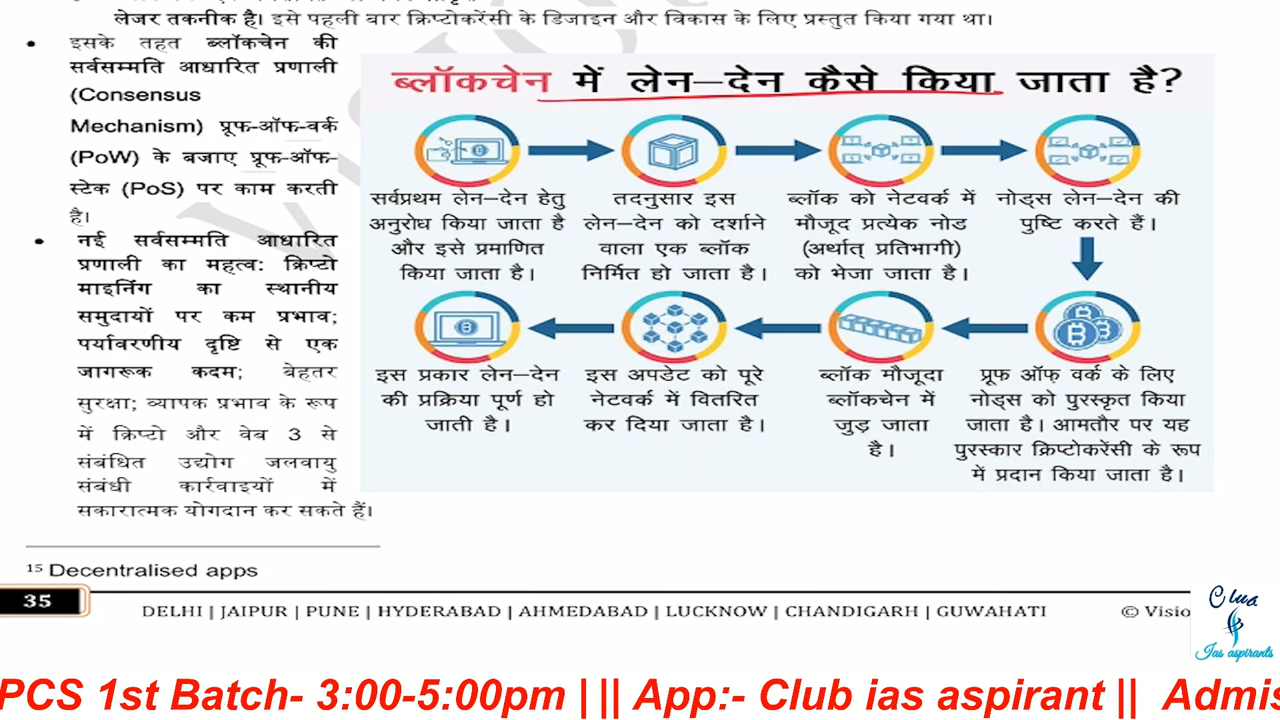 लेजर तकनीक है। इसे पहली बार क्रिप्टोकरेंसी के डिजाइन और विकास के लिए प्रस्तुत किया गया था।
• इसके तहत ब्लॉकचेन की
सर्वसम्मति आधारित प्रणाली
(Consensus
Mechanism) प्रूफ-ऑफ-वर्क
(PoW) के बजाए प्रूफ-ऑफ-
स्टेक (PoS) पर काम करती
है।
• नई सर्वसम्मति आधारित
प्रणाली का महत्व: क्रिप्टो
माइनिंग का स्थानीय
समुदायों पर कम प्रभाव;
पर्यावरणीय दृष्टि से एक
जागरूक कदम; बेहतर
सुरक्षा; व्यापक प्रभाव के रूप
में क्रिप्टो और वेब 3 से
संबंधित उद्योग जलवायु
संबंधी कार्रवाइयों में
सकारात्मक योगदान कर सकते हैं।
ब्लॉकचेन में लेन-देन कैसे किया जाता है?
सर्वप्रथम लेन-देन हेतु
अनुरोध किया जाता है
और इसे प्रमाणित
किया जाता है।
तदनुसार इस
लेन-देन को दर्शाने
वाला एक ब्लॉक
निर्मित हो जाता है।
ब्लॉक को नेटवर्क में
मौजूद प्रत्येक नोड
(अर्थात् प्रतिभागी)
को भेजा जाता है।
नोड्स लेन-देन की
पुष्टि करते हैं।
प्रूफ ऑफ़ वर्क के लिए
नोड्स को पुरस्कृत किया
जाता है। आमतौर पर यह
पुरस्कार क्रिप्टोकरेंसी के रूप
में प्रदान किया जाता है।
ब्लॉक मौजूदा
ब्लॉकचेन में
जुड़ जाता
है।
इस अपडेट को पूरे
नेटवर्क में वितरित
कर दिया जाता है।
इस प्रकार लेन-देन
की प्रक्रिया पूर्ण हो
जाती है।
15 Decentralised apps
35
DELHI | JAIPUR | PUNE | HYDERABAD | AHMEDABAD | LUCKNOW | CHANDIGARH | GUWAHATI
© Visio
Club
Ias aspirants
PCS 1st Batch- 3:00-5:00pm | || App:- Club ias aspirant || Admis